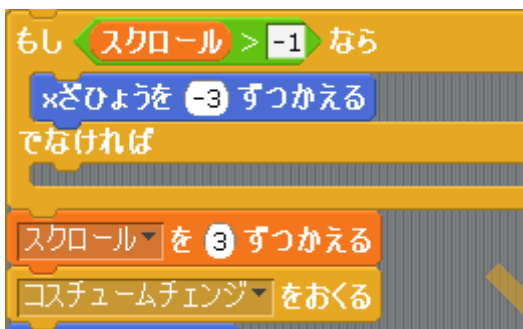 もし スクロール > -1 なら
xざひょうを -3 ずつかえる
でなければ
スクロール を 3 ずつかえる
コスチュームチェンジ をおくる